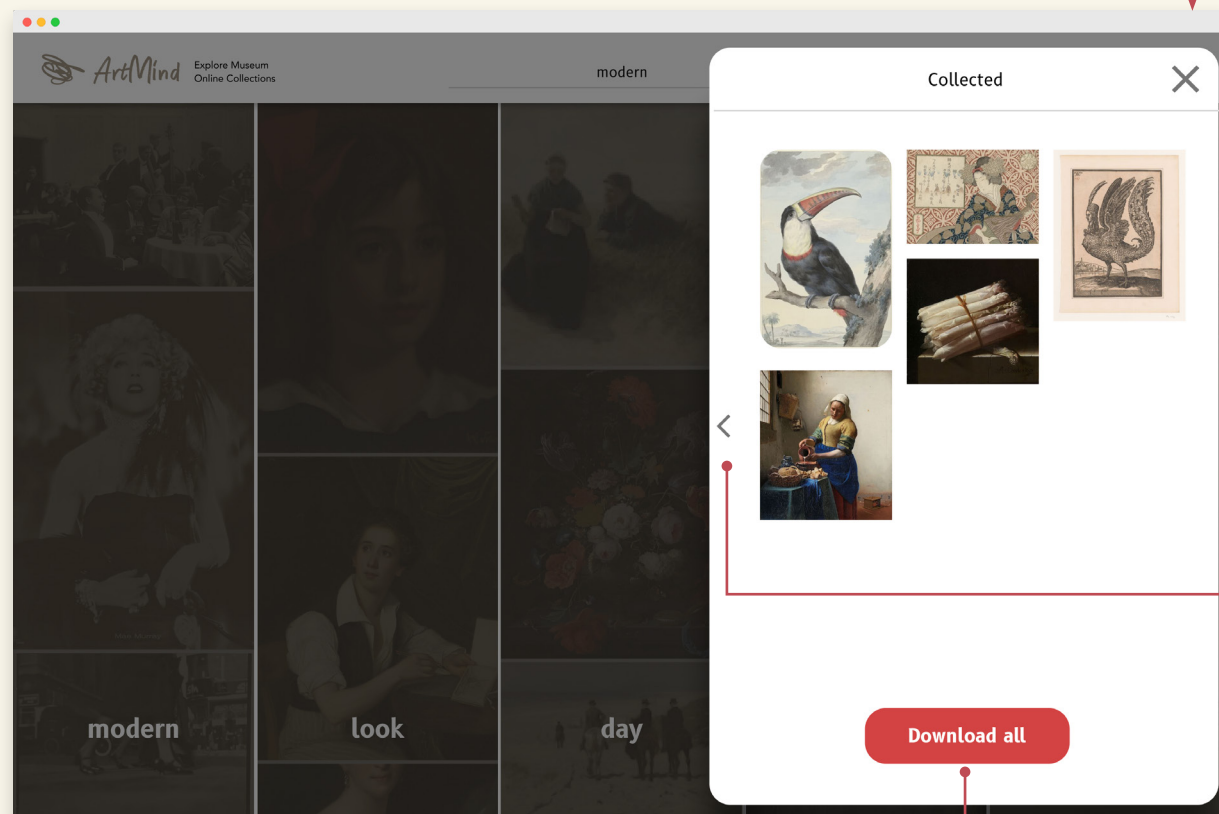 ArtMind
Explore Museum
Online Collections
modern
Collected
modern
look
day
Download all